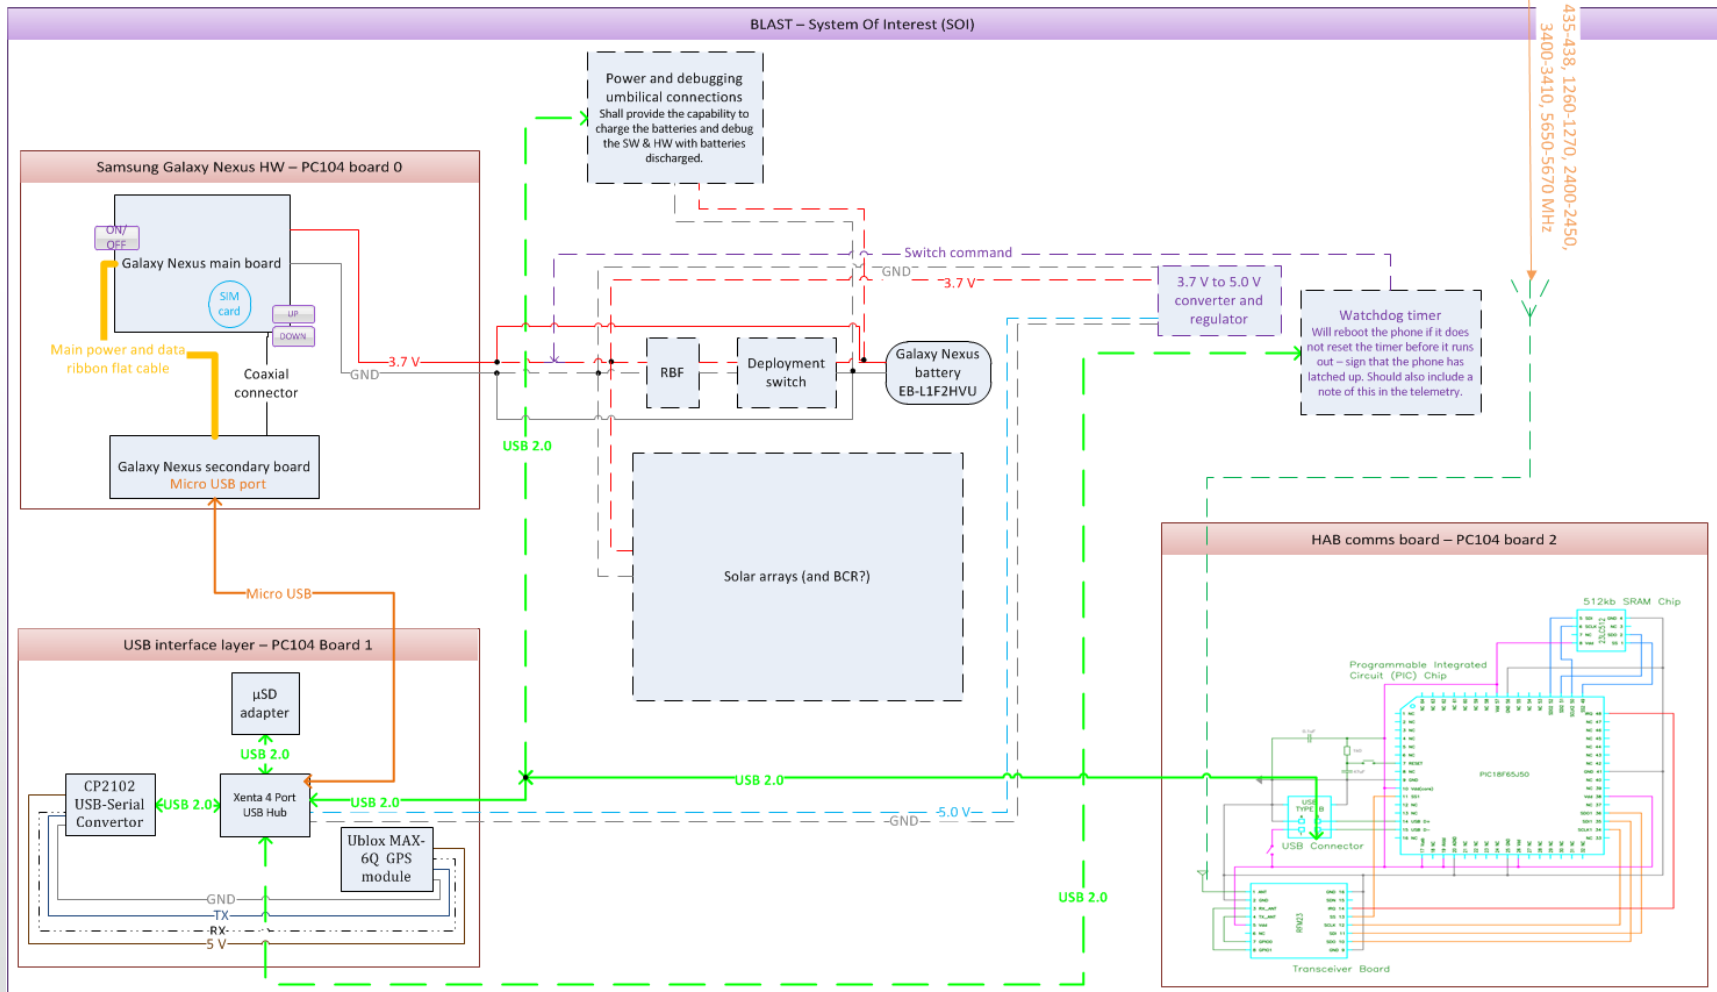 BLAST – System Of Interest (SOI)
435-438, 1260-1270, 2400-2450,
3400-3410, 5650-5670 MHz
Power and debugging
umbilical connections
Shall provide the capability to
charge the batteries and debug
the SW & HW with batteries
discharged.
Samsung Galaxy Nexus HW – PC104 board 0
ON/
OFF
Galaxy Nexus main board
SIM
card
UP
DOWN
Main power and data
ribbon flat cable
Coaxial
connector
Galaxy Nexus secondary board
Micro USB port
3.7 V
GND
Switch command
GND
3.7 V
3.7 V to 5.0 V
converter and
regulator
Watchdog timer
Will reboot the phone if it does
not reset the timer before it runs
out – sign that the phone has
latched up. Should also include a
note of this in the telemetry.
RBF
Deployment
switch
Galaxy Nexus
battery
EB-L1F2HVU
USB 2.0
Solar arrays (and BCR?)
Micro USB
USB interface layer – PC104 Board 1
µSD
adapter
USB 2.0
CP2102
USB-Serial
Convertor
USB 2.0
Xenta 4 Port
USB Hub
USB 2.0
Ublox MAX-
6Q GPS
module
GND
TX
RX
5 V
USB 2.0
5.0 V
GND
USB 2.0
HAB comms board – PC104 board 2
512kb SRAM Chip
23LC512
Programmable Integrated
Circuit (PIC) Chip
PIC18F65J50
USB
TYPE B
USB Connector
RFM23
Transceiver Board